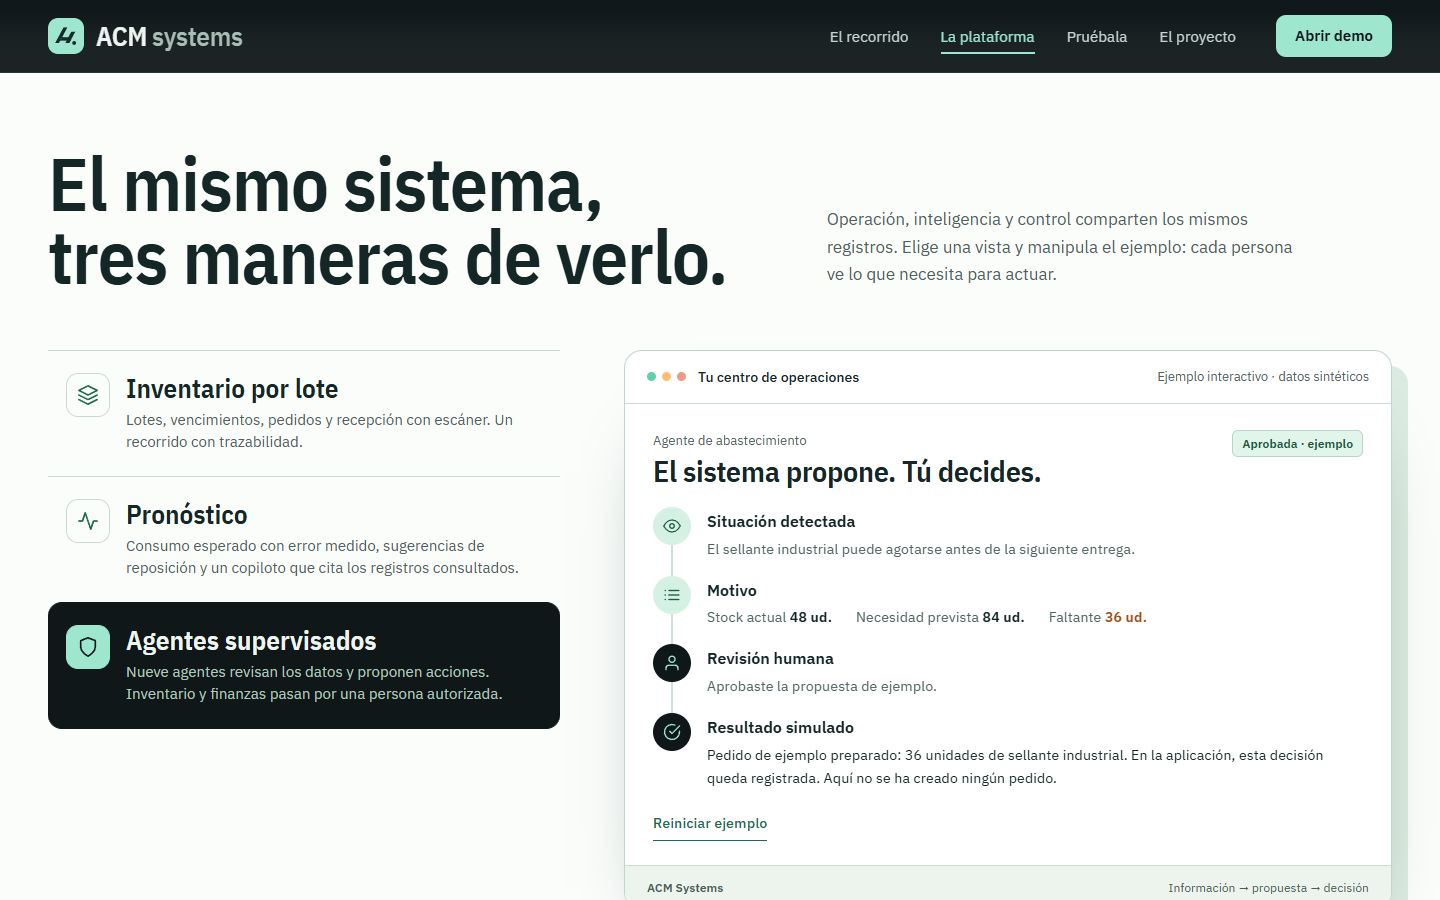 ACM systems
El recorrido
La plataforma
Pruébala
El proyecto
Abrir demo
El mismo sistema,
tres maneras de verlo.
Operación, inteligencia y control comparten los mismos
registros. Elige una vista y manipula el ejemplo: cada persona
ve lo que necesita para actuar.
Inventario por lote
Lotes, vencimientos, pedidos y recepción con escáner. Un
recorrido con trazabilidad.
Pronóstico
Consumo esperado con error medido, sugerencias de
reposición y un copiloto que cita los registros consultados.
Agentes supervisados
Nueve agentes revisan los datos y proponen acciones.
Inventario y finanzas pasan por una persona autorizada.
Tu centro de operaciones
Ejemplo interactivo · datos sintéticos
Agente de abastecimiento
Aprobada · ejemplo
El sistema propone. Tú decides.
Situación detectada
El sellante industrial puede agotarse antes de la siguiente entrega.
Motivo
Stock actual 48 ud. Necesidad prevista 84 ud. Faltante 36 ud.
Revisión humana
Aprobaste la propuesta de ejemplo.
Resultado simulado
Pedido de ejemplo preparado: 36 unidades de sellante industrial. En la aplicación, esta decisión
queda registrada. Aquí no se ha creado ningún pedido.
Reiniciar ejemplo
ACM Systems
Información → propuesta → decisión